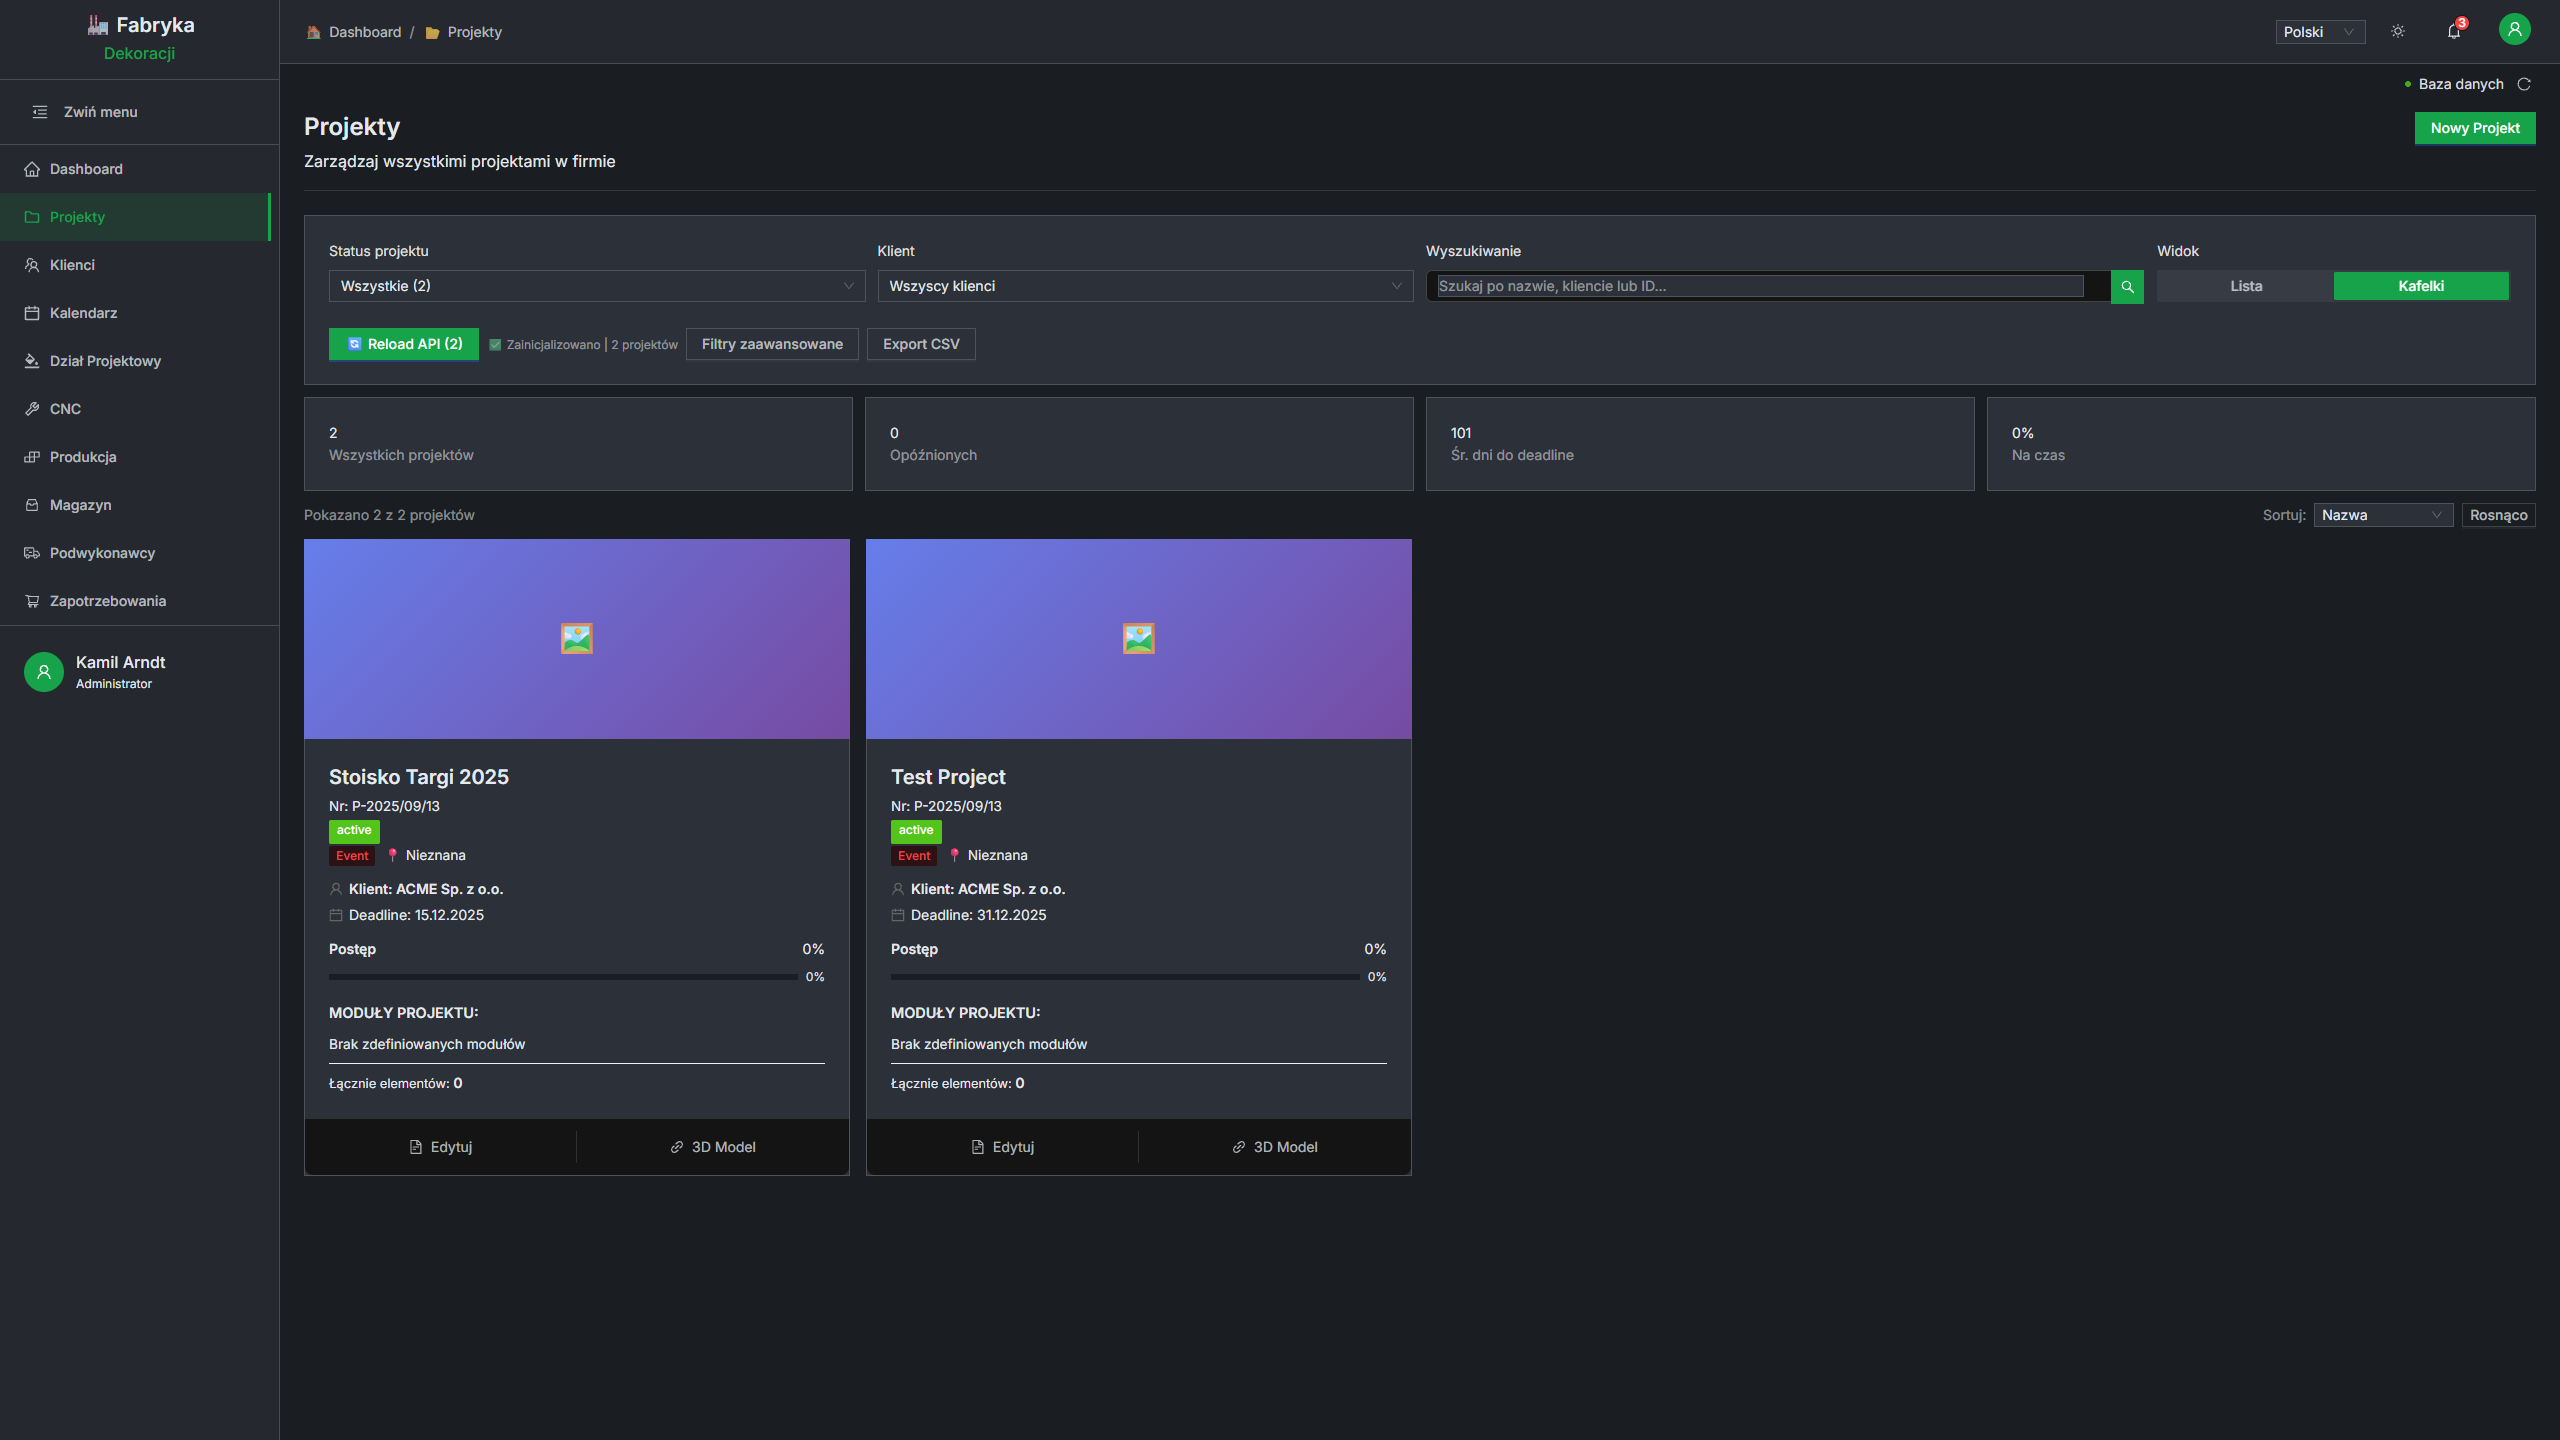 Fabryka
Dekoracji
Zwiń menu
Dashboard
Projekty
Klienci
Kalendarz
Dział Projektowy
CNC
Produkcja
Magazyn
Podwykonawcy
Zapotrzebowania
Kamil Arndt
Administrator
Dashboard / Projekty
Polski
3
Baza danych
Projekty
Zarządzaj wszystkimi projektami w firmie
Nowy Projekt
Status projektu
Wszystkie (2)
Klient
Wszyscy klienci
Wyszukiwanie
Szukaj po nazwie, kliencie lub ID...
Widok
Lista Kafelki
Reload API (2) Zainicjalizowano | 2 projektów Filtry zaawansowane Export CSV
2
Wszystkich projektów
0
Opóźnionych
101
Śr. dni do deadline
0%
Na czas
Pokazano 2 z 2 projektów
Sortuj: Nazwa Rosnąco
Stoisko Targi 2025
Nr: P-2025/09/13
active
Event Nieznana
Klient: ACME Sp. z o.o.
Deadline: 15.12.2025
Postęp 0%
0%
MODUŁY PROJEKTU:
Brak zdefiniowanych modułów
Łącznie elementów: 0
Edytuj 3D Model
Test Project
Nr: P-2025/09/13
active
Event Nieznana
Klient: ACME Sp. z o.o.
Deadline: 31.12.2025
Postęp 0%
0%
MODUŁY PROJEKTU:
Brak zdefiniowanych modułów
Łącznie elementów: 0
Edytuj 3D Model